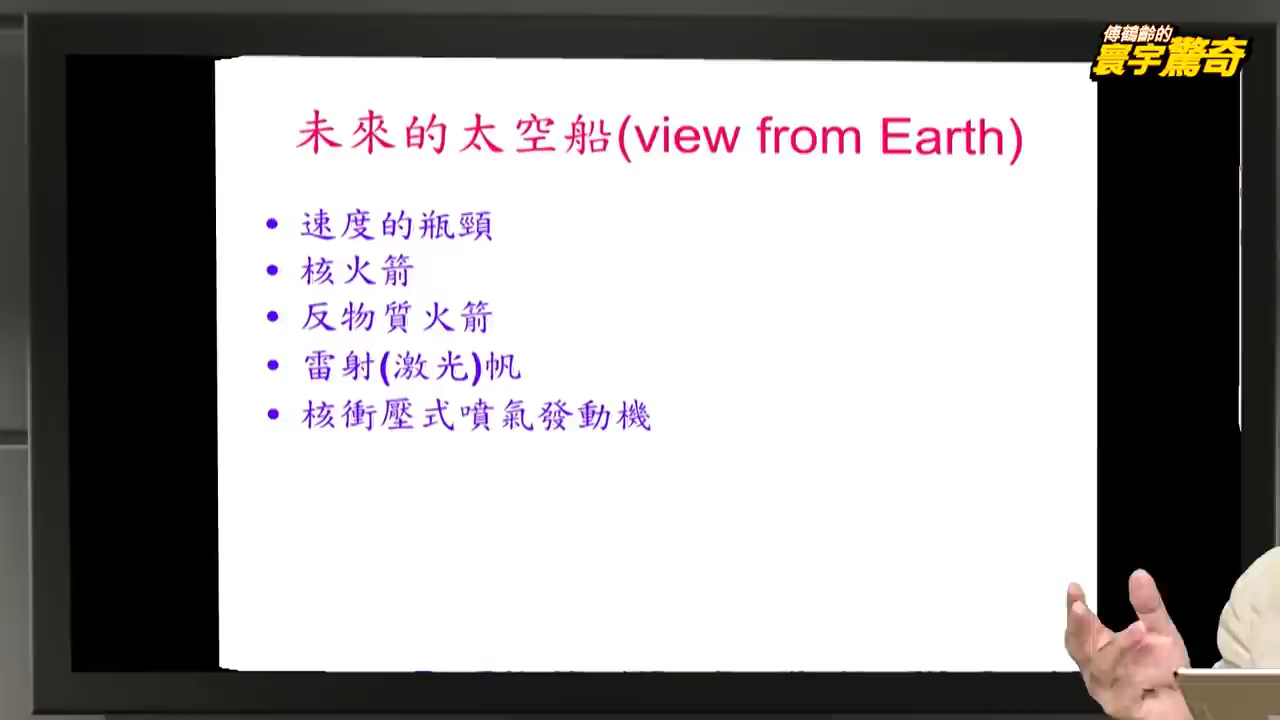 傅鶴齡的
寰宇驚奇
未來的太空船(view from Earth)
• 速度的瓶頸
• 核火箭
• 反物質火箭
• 雷射(激光)帆
• 核衝壓式噴氣發動機